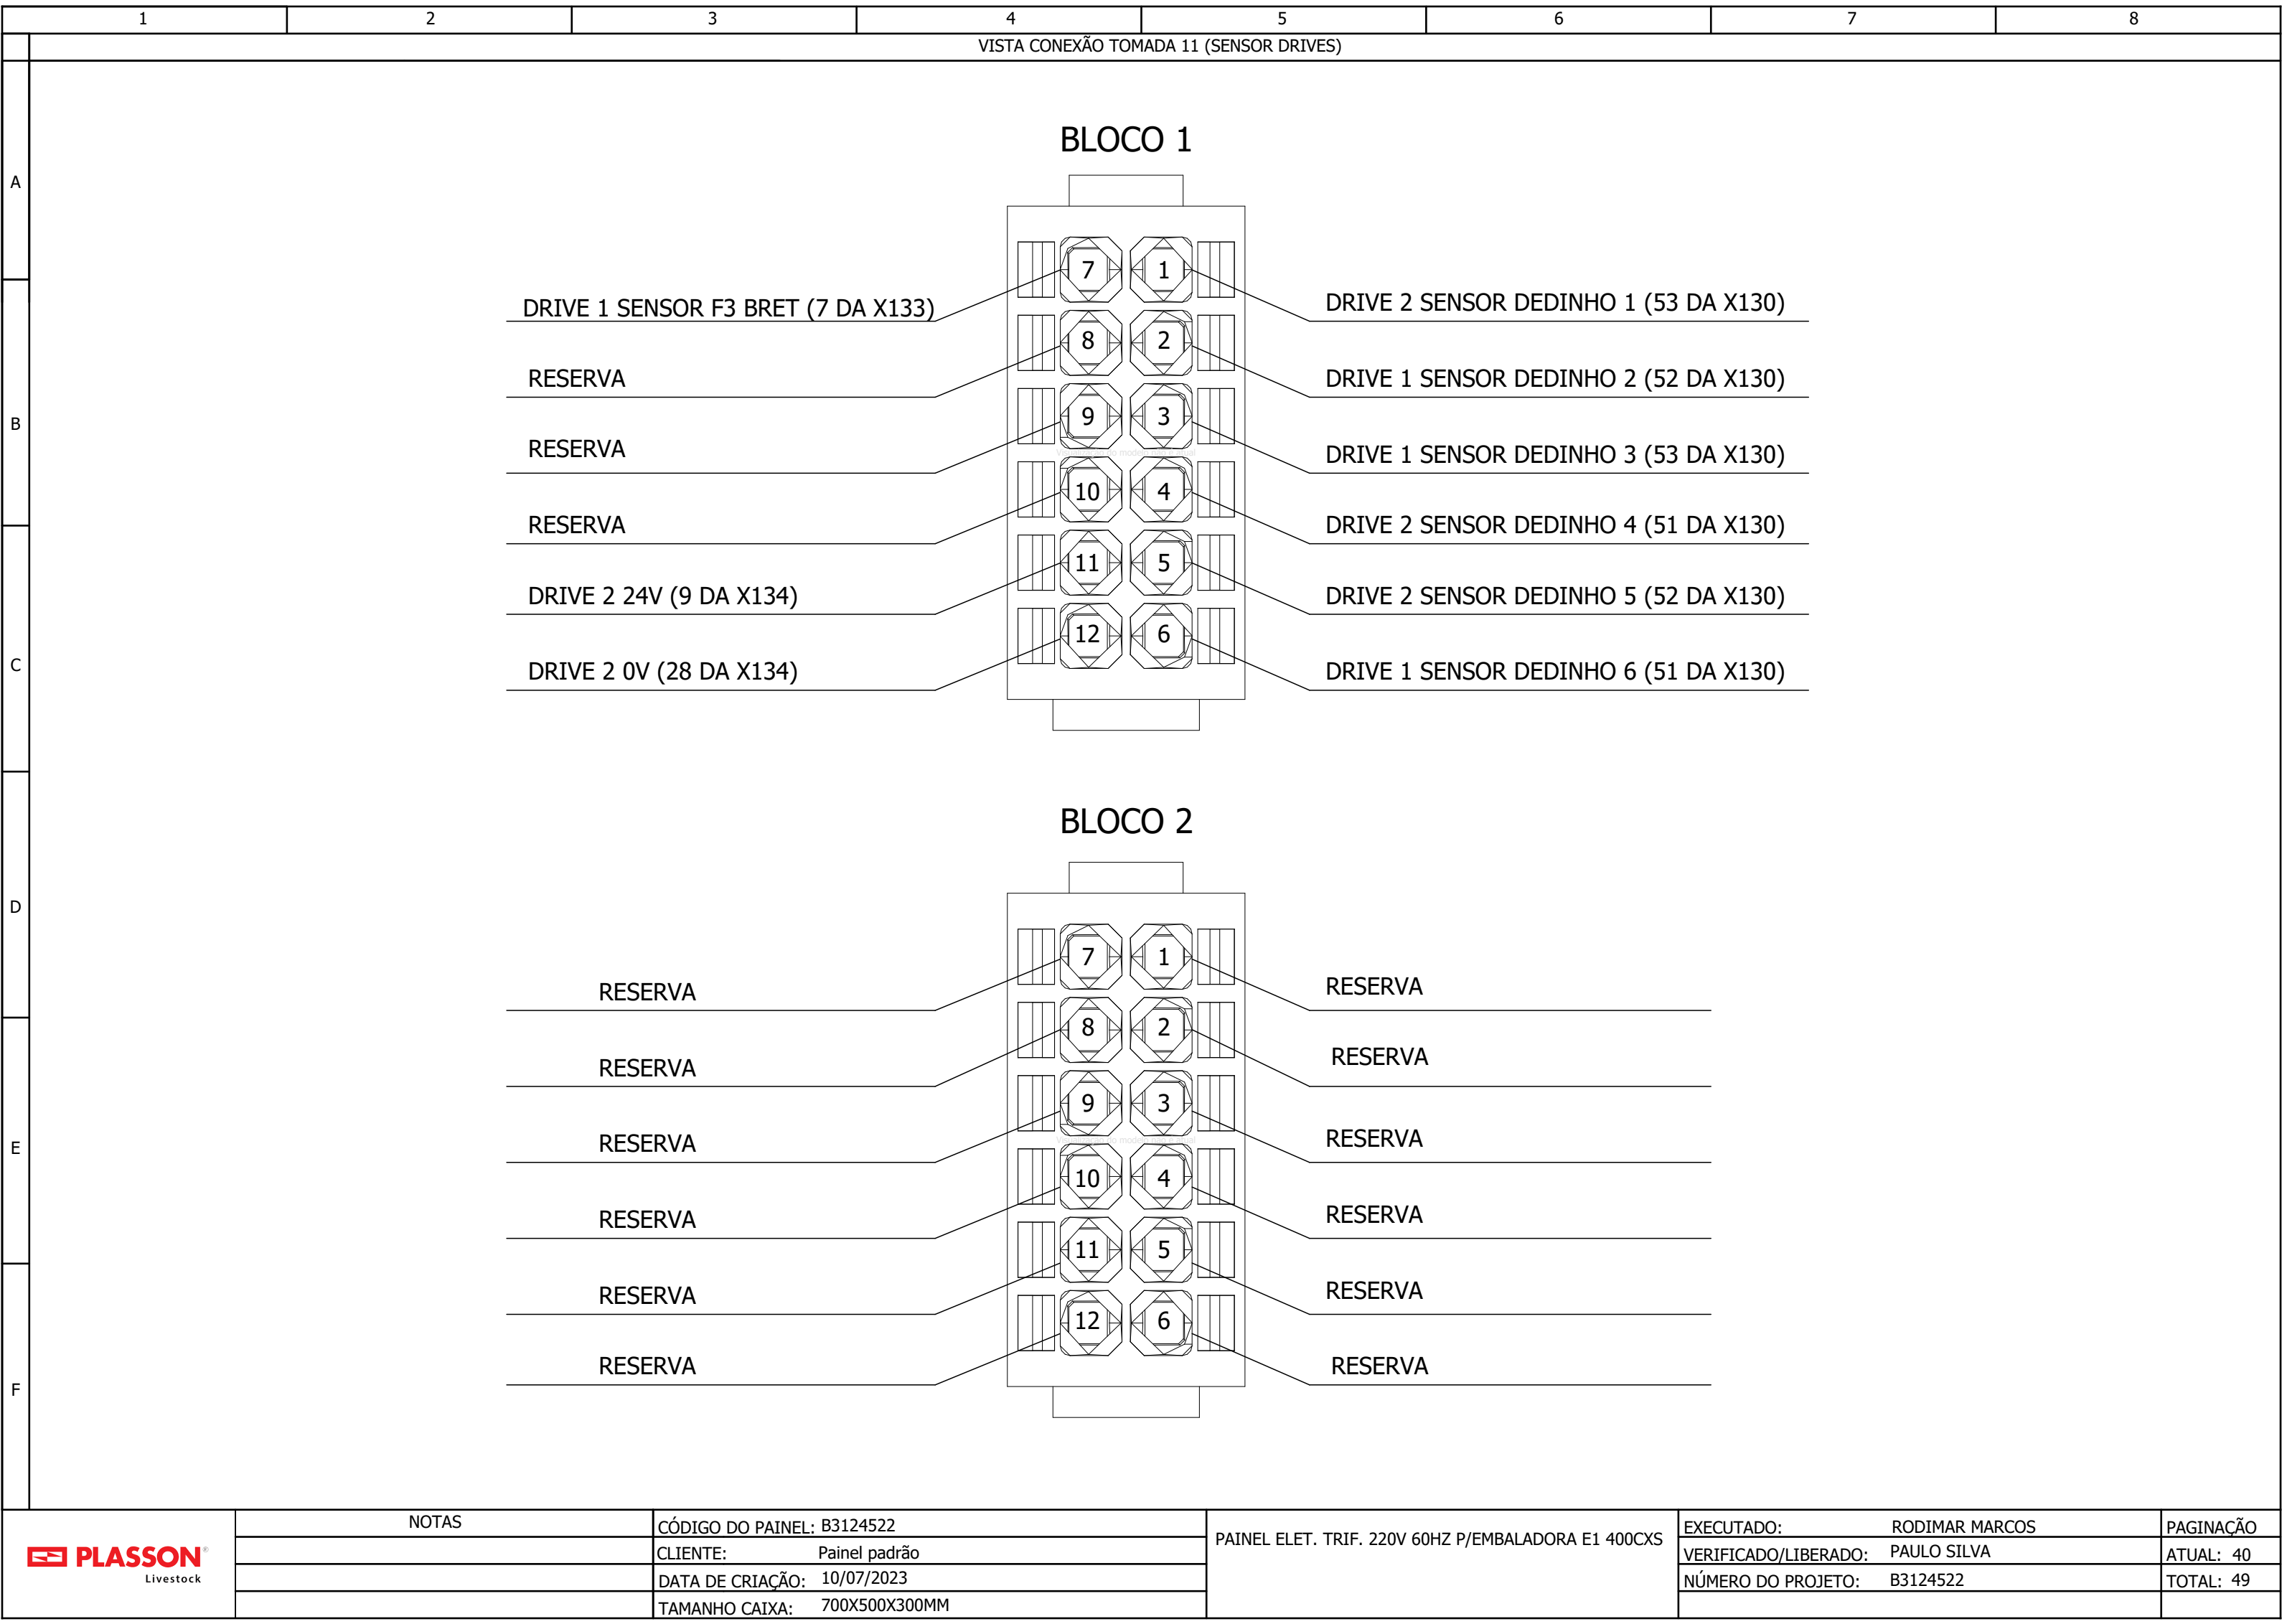 1 2 3 4 5 6 7 8
VISTA CONEXÃO TOMADA 11 (SENSOR DRIVES)
A
B
C
D
E
F
BLOCO 1
7 1
DRIVE 1 SENSOR F3 BRET (7 DA X133)
DRIVE 2 SENSOR DEDINHO 1 (53 DA X130)
8 2
RESERVA
DRIVE 1 SENSOR DEDINHO 2 (52 DA X130)
9 3
RESERVA
DRIVE 1 SENSOR DEDINHO 3 (53 DA X130)
10 4
RESERVA
DRIVE 2 SENSOR DEDINHO 4 (51 DA X130)
11 5
DRIVE 2 24V (9 DA X134)
DRIVE 2 SENSOR DEDINHO 5 (52 DA X130)
12 6
DRIVE 2 0V (28 DA X134)
DRIVE 1 SENSOR DEDINHO 6 (51 DA X130)
BLOCO 2
7 1
RESERVA
RESERVA
8 2
RESERVA
RESERVA
9 3
RESERVA
RESERVA
10 4
RESERVA
RESERVA
11 5
RESERVA
RESERVA
12 6
RESERVA
RESERVA
PLASSON®
Livestock
NOTAS
CÓDIGO DO PAINEL: B3124522
CLIENTE: Painel padrão
DATA DE CRIAÇÃO: 10/07/2023
TAMANHO CAIXA: 700X500X300MM
PAINEL ELET. TRIF. 220V 60HZ P/EMBALADORA E1 400CXS
EXECUTADO: RODIMAR MARCOS
VERIFICADO/LIBERADO: PAULO SILVA
NÚMERO DO PROJETO: B3124522
PAGINAÇÃO
ATUAL: 40
TOTAL: 49